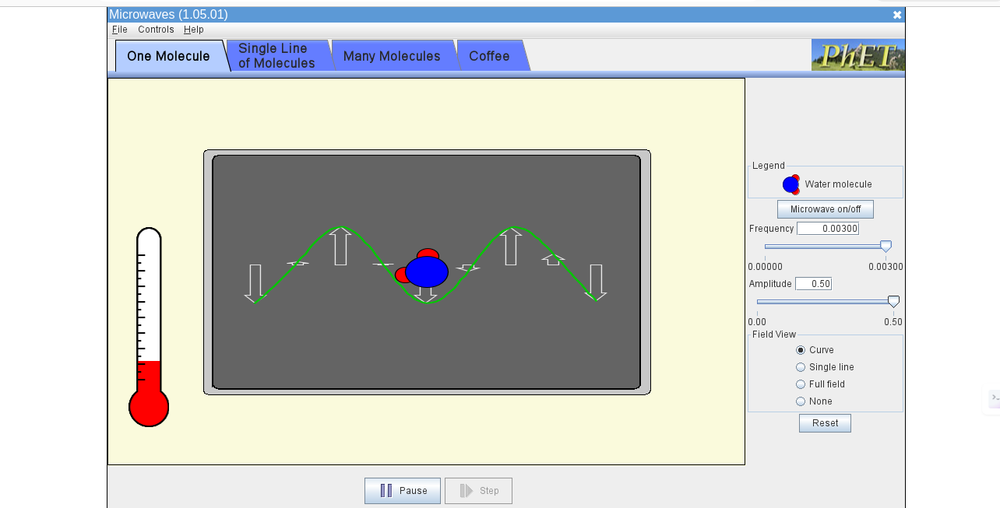 Microwaves (1.05.01)
File Controls Help
One Molecule
Single Line
of Molecules
Many Molecules
Coffee
PhET
Legend
Water molecule
Microwave on/off
Frequency 0.00300
0.00000 0.00300
Amplitude 0.50
0.00 0.50
Field View
Curve
Single line
Full field
None
Reset
Pause
Step